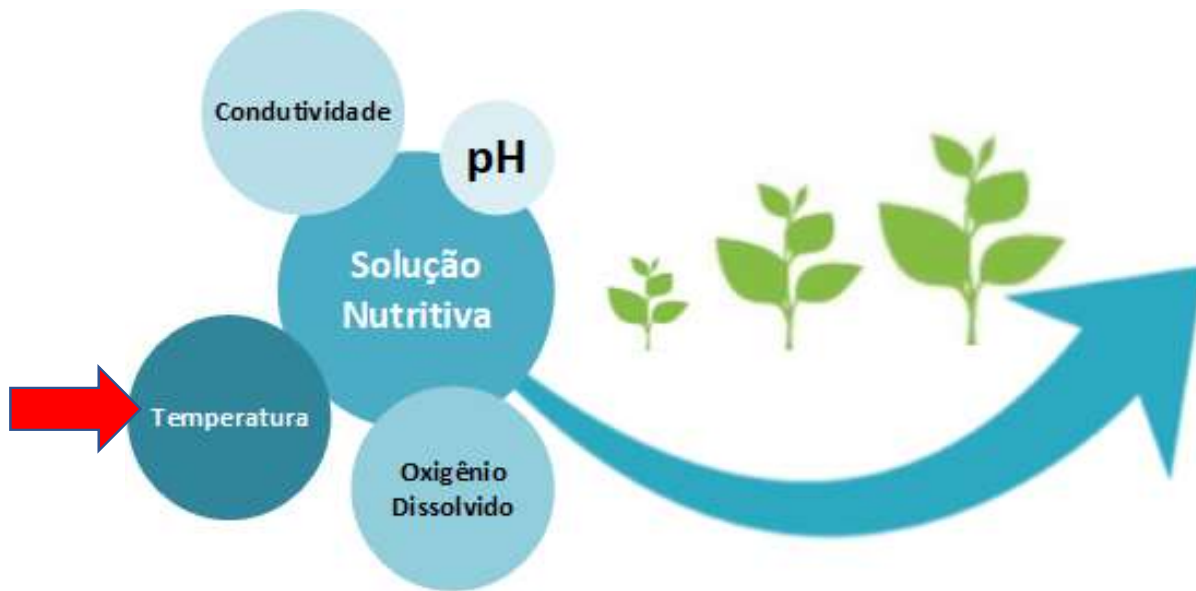 Condutividade
pH
Solução
Nutritiva
Temperatura
Oxigênio
Dissolvido